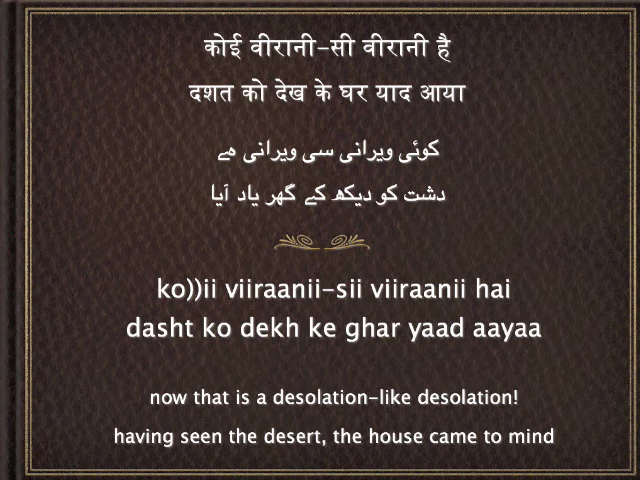 कोई वीरानी-सी वीरानी है
दशत को देख के घर याद आया
کوئی ویرانی سی ویرانی ہے
دشت کو دیکھ کے گھر یاد آیا
ko))ii viiraanii-sii viiraanii hai
dasht ko dekh ke ghar yaad aayaa
now that is a desolation-like desolation!
having seen the desert, the house came to mind